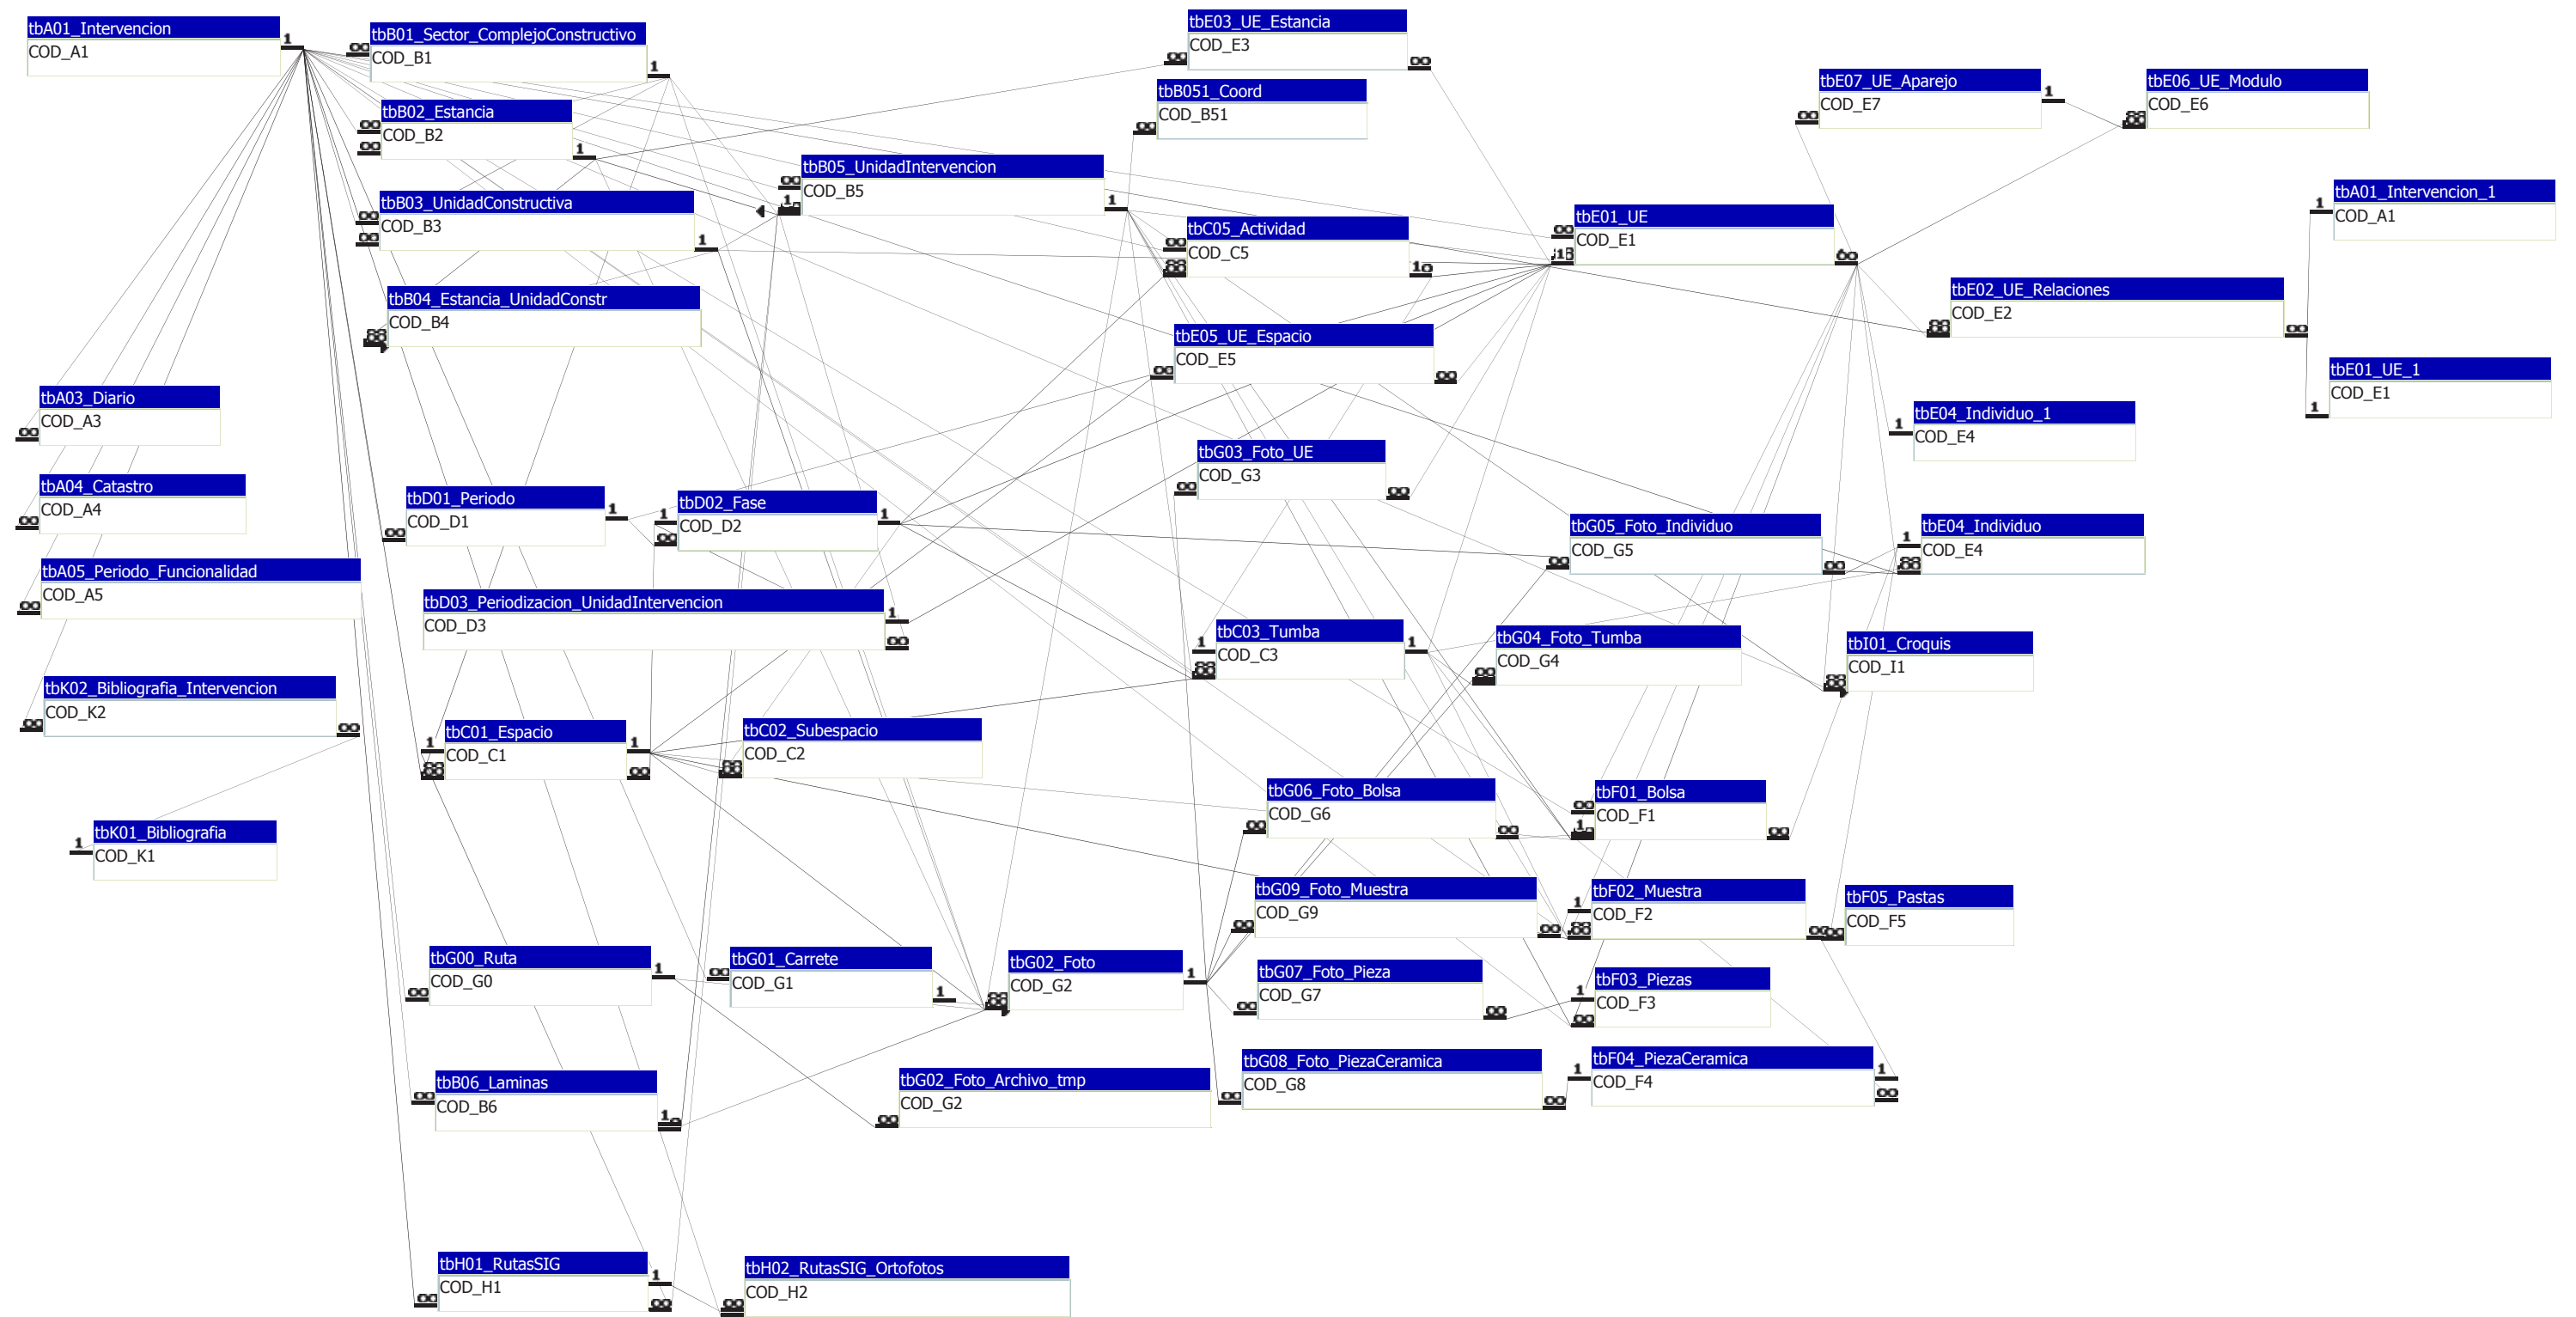 tbA01_Intervencion
COD_A1
tbB01_Sector_ComplejoConstructivo
COD_B1
tbE03_UE_Estancia
COD_E3
tbB051_Coord
COD_B51
tbE07_UE_Aparejo
COD_E7
tbE06_UE_Modulo
COD_E6
tbB02_Estancia
COD_B2
tbB05_UnidadIntervencion
COD_B5
tbB03_UnidadConstructiva
COD_B3
tbC05_Actividad
COD_C5
tbE01_UE
COD_E1
tbA01_Intervencion_1
COD_A1
tbB04_Estancia_UnidadConstr
COD_B4
tbE02_UE_Relaciones
COD_E2
tbE05_UE_Espacio
COD_E5
tbE01_UE_1
COD_E1
tbA03_Diario
COD_A3
tbE04_Individuo_1
COD_E4
tbG03_Foto_UE
COD_G3
tbA04_Catastro
COD_A4
tbD01_Periodo
COD_D1
tbD02_Fase
COD_D2
tbG05_Foto_Individuo
COD_G5
tbE04_Individuo
COD_E4
tbA05_Periodo_Funcionalidad
COD_A5
tbD03_Periodizacion_UnidadIntervencion
COD_D3
tbC03_Tumba
COD_C3
tbG04_Foto_Tumba
COD_G4
tbI01_Croquis
COD_I1
tbK02_Bibliografia_Intervencion
COD_K2
tbC01_Espacio
COD_C1
tbC02_Subespacio
COD_C2
tbG06_Foto_Bolsa
COD_G6
tbF01_Bolsa
COD_F1
tbK01_Bibliografia
COD_K1
tbG09_Foto_Muestra
COD_G9
tbF02_Muestra
COD_F2
tbF05_Pastas
COD_F5
tbG00_Ruta
COD_G0
tbG01_Carrete
COD_G1
tbG02_Foto
COD_G2
tbG07_Foto_Pieza
COD_G7
tbF03_Piezas
COD_F3
tbB06_Laminas
COD_B6
tbG02_Foto_Archivo_tmp
COD_G2
tbG08_Foto_PiezaCeramica
COD_G8
tbF04_PiezaCeramica
COD_F4
tbH01_RutasSIG
COD_H1
tbH02_RutasSIG_Ortofotos
COD_H2